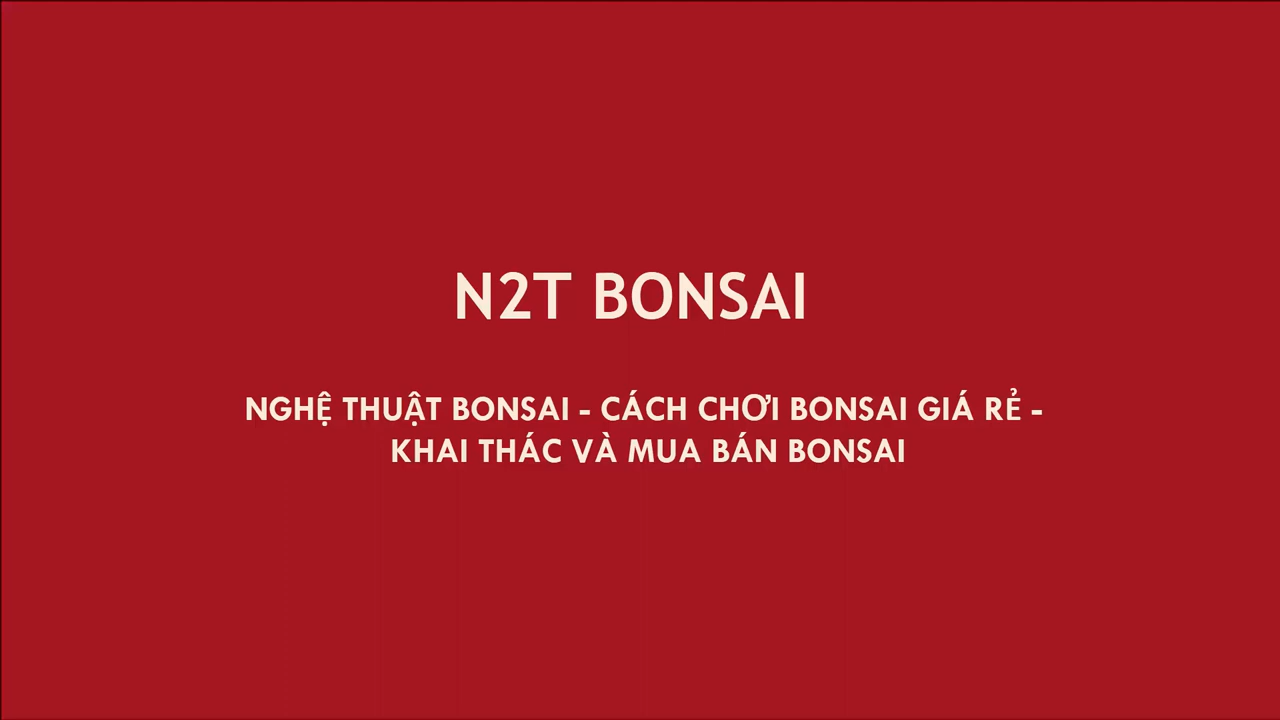 N2T BONSAI
NGHỆ THUẬT BONSAI - CÁCH CHƠI BONSAI GIÁ RẺ -
KHAI THÁC VÀ MUA BÁN BONSAI